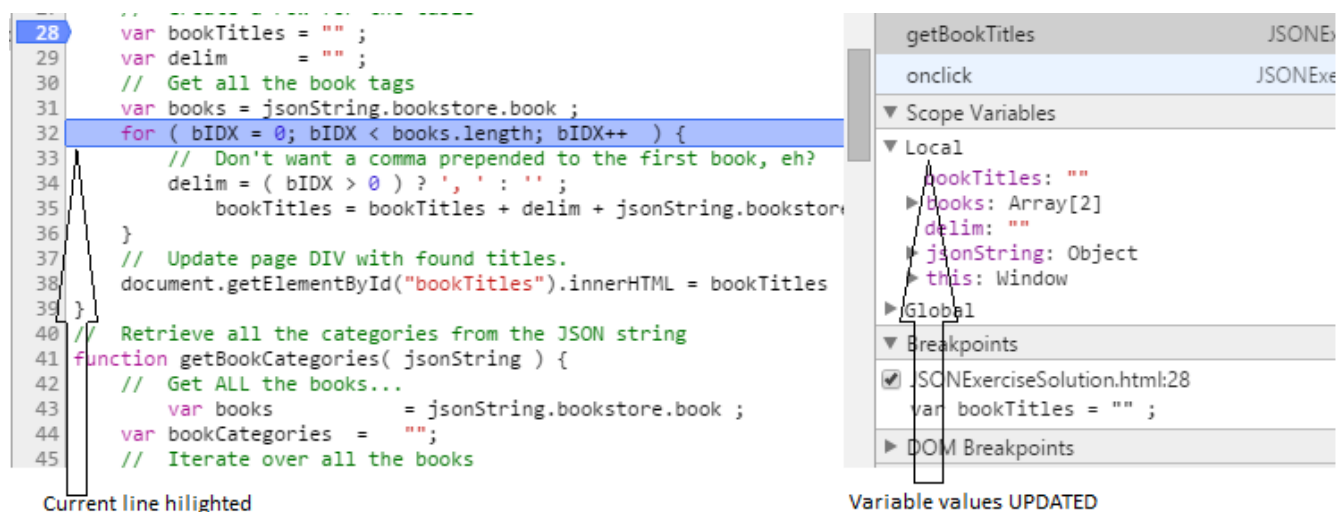 28 var bookTitles = "" ;
29 var delim = "" ;
30 // Get all the book tags
31 var books = jsonString.bookstore.book ;
32 for ( bIDX = 0; bIDX < books.length; bIDX++ ) {
33 // Don't want a comma prepended to the first book, eh?
34 delim = ( bIDX > 0 ) ? ', ' : '' ;
35 bookTitles = bookTitles + delim + jsonString.bookstore
36 }
37 // Update page DIV with found titles.
38 document.getElementById("bookTitles").innerHTML = bookTitles
39 }
40 // Retrieve all the categories from the JSON string
41 function getBookCategories( jsonString ) {
42 // Get ALL the books...
43 var books = jsonString.bookstore.book ;
44 var bookCategories = "";
45 // Iterate over all the books
Current line hilighted
getBookTitles JSONEx
onclick JSONExe
▼ Scope Variables
▼ Local
bookTitles: ""
▶ books: Array[2]
delim: ""
▶ jsonString: Object
▶ this: Window
▶ Global
▼ Breakpoints
JSONExerciseSolution.html:28
var bookTitles = "" ;
▶ DOM Breakpoints
Variable values UPDATED